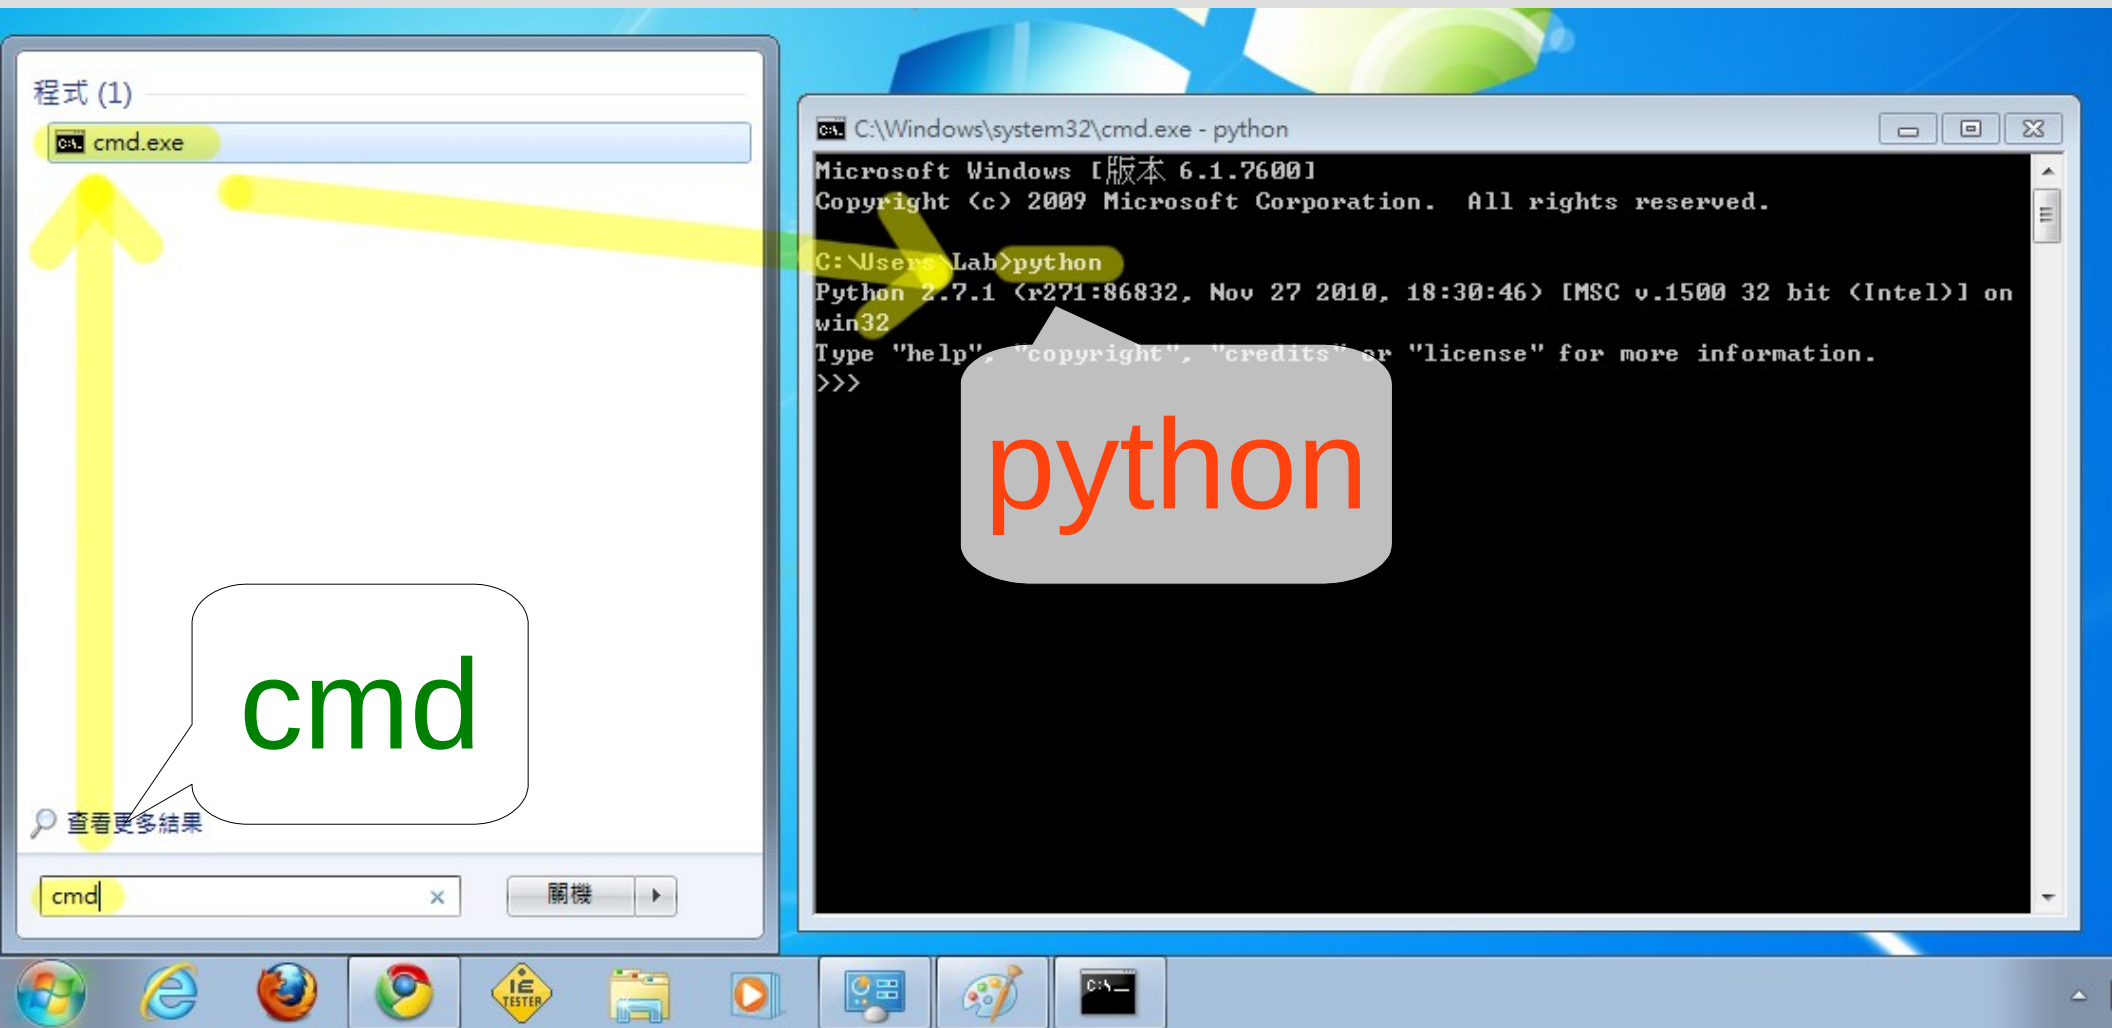 程式 (1)
cmd.exe
cmd
查看更多結果
cmd
關機
C:\Windows\system32\cmd.exe - python
Microsoft Windows [版本 6.1.7600]
Copyright (c) 2009 Microsoft Corporation.  All rights reserved.
C:\Users\Lab>python
Python 2.7.1 (r271:86832, Nov 27 2010, 18:30:46) [MSC v.1500 32 bit (Intel)] on
win32
Type "help", "copyright", "credits" or "license" for more information.
>>>
python
IE
TESTER
C:\_